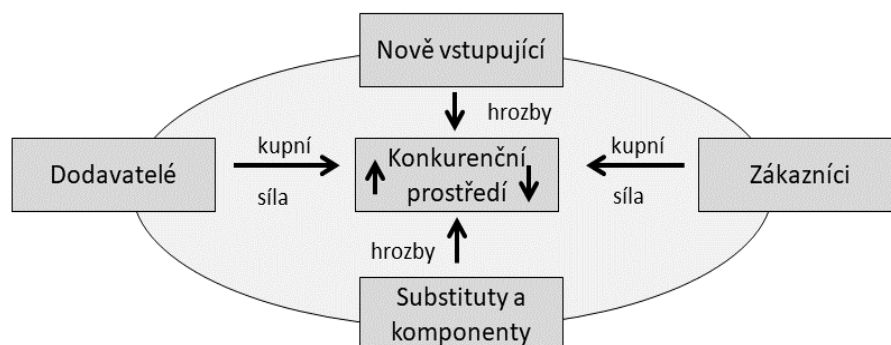 Nově vstupující
hrozby
kupní
síla
Dodavatelé
Konkurenční
prostředí
kupní
síla
Zákazníci
hrozby
Substituty a
komponenty